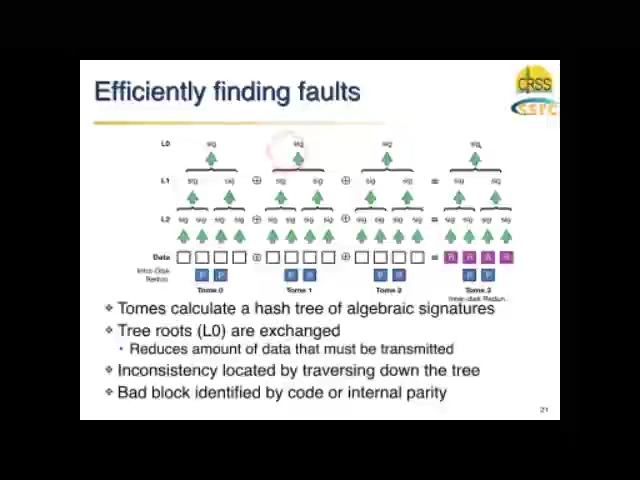 Efficiently finding faults
CRSS
ssrc
L0 sig sig sig sig
L1 sig sig ⊕ sig sig ⊕ sig sig = sig sig
L2 sig sig sig sig ⊕ sig sig sig sig ⊕ sig sig sig sig = sig sig sig sig
Data ⊕ ⊕ = R R R R
Intra-Disk
Redun.
P P
Tome 0 Tome 1 Tome 2 Tome 3
Inter-disk Redun.
❖ Tomes calculate a hash tree of algebraic signatures
❖ Tree roots (L0) are exchanged
• Reduces amount of data that must be transmitted
❖ Inconsistency located by traversing down the tree
❖ Bad block identified by code or internal parity
21